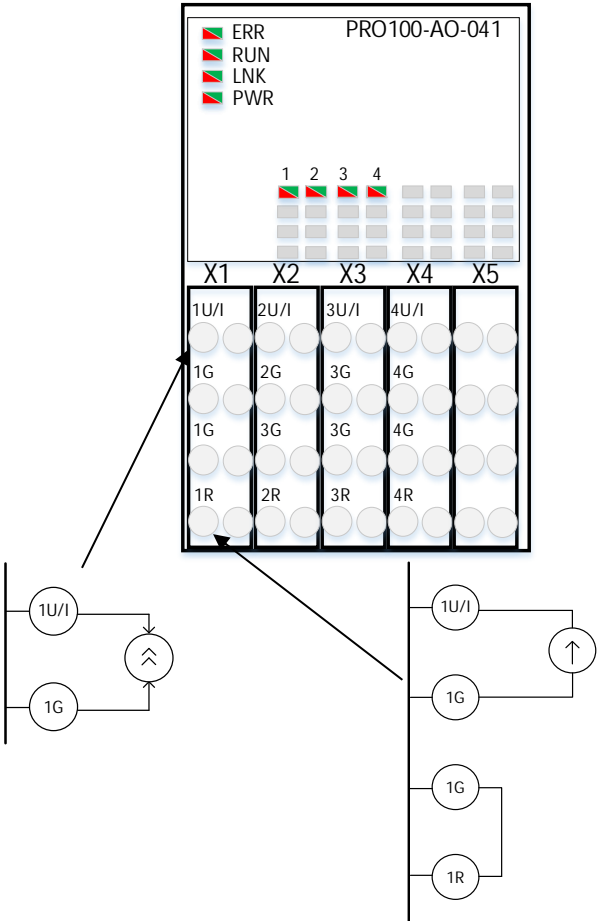 PRO100-AO-041
ERR
RUN
LNK
PWR
1 2 3 4
X1 X2 X3 X4 X5
1U/I 2U/I 3U/I 4U/I
1G 2G 3G 4G
1G 3G 3G 4G
1R 2R 3R 4R
1U/I
1G
1U/I
1G
1G
1R